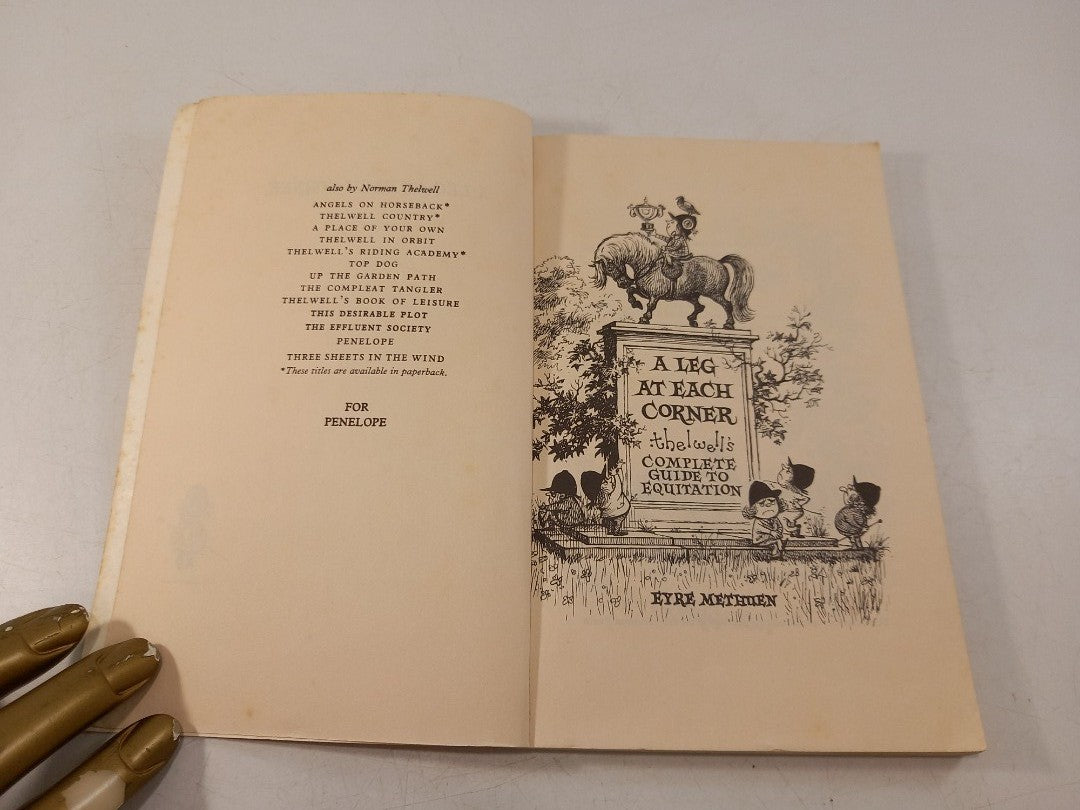 also by Norman Thelwell
ANGELS ON HORSEBACK*
THELWELL COUNTRY*
A PLACE OF YOUR OWN
THELWELL IN ORBIT
THELWELL'S RIDING ACADEMY*
TOP DOG
UP THE GARDEN PATH
THE COMPLEAT TANGLER
THELWELL'S BOOK OF LEISURE
THIS DESIRABLE PLOT
THE EFFLUENT SOCIETY
PENELOPE
THREE SHEETS IN THE WIND
*These titles are available in paperback.
FOR
PENELOPE
A LEG
AT EACH
CORNER
thelwell's
COMPLETE
GUIDE TO
EQUITATION
EYRE METHUEN